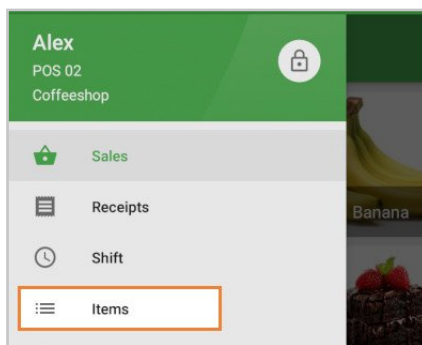 Alex
POS 02
Coffeeshop
Sales
Receipts
Banana
Shift
Items